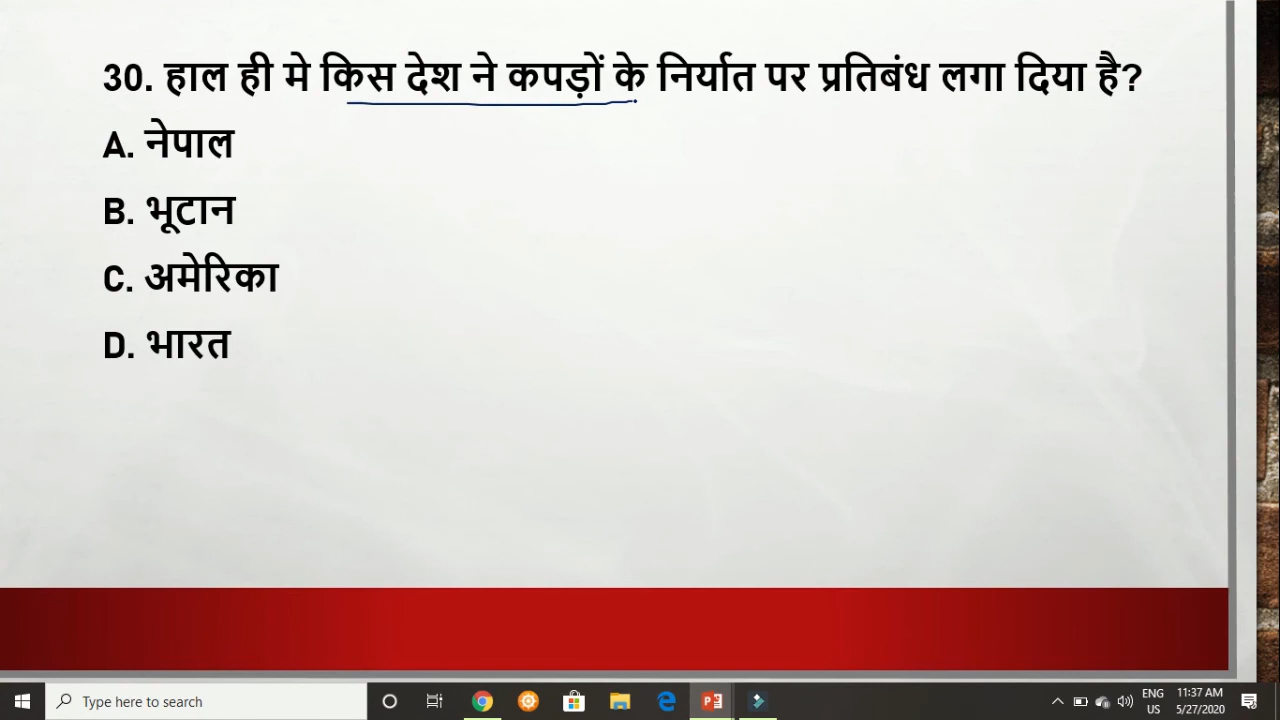 30. हाल ही मे किस देश ने कपड़ों के निर्यात पर प्रतिबंध लगा दिया है?
A. नेपाल
B. भूटान
C. अमेरिका
D. भारत
Type here to search
ENG
US
11:37 AM
5/27/2020